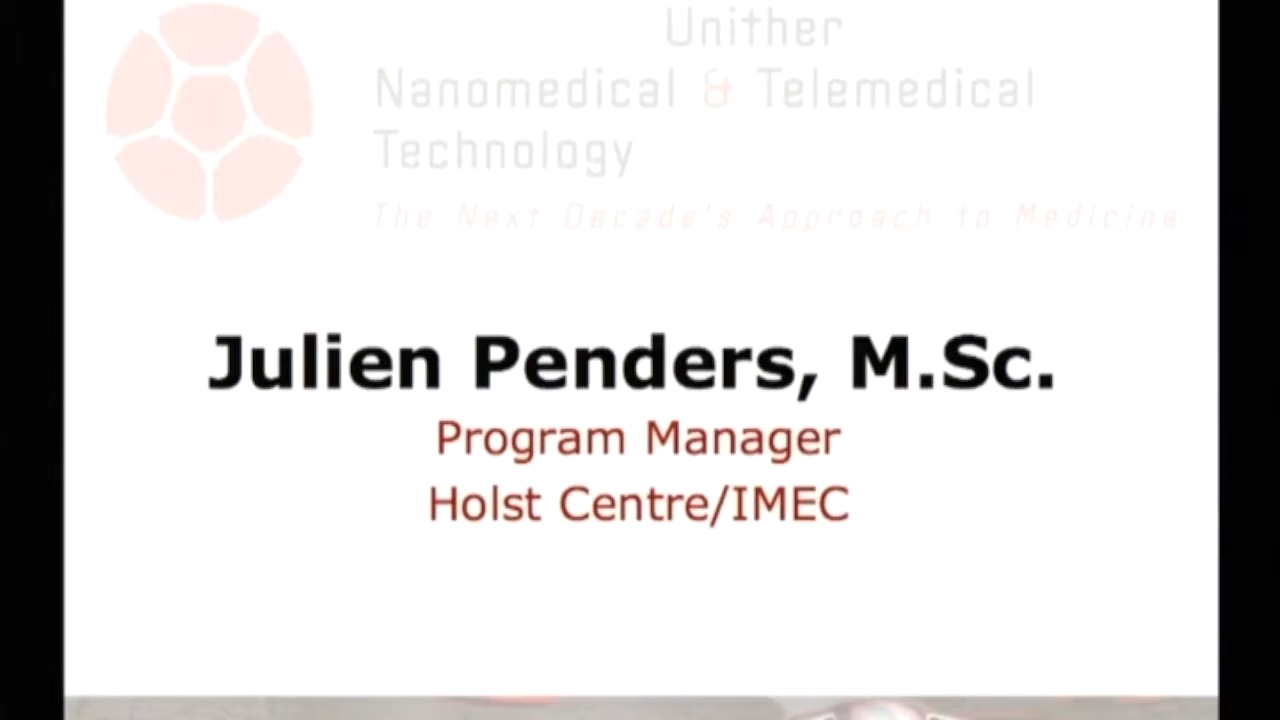 Unither
Nanomedical & Telemedical
Technology
The Next Decade's Approach to Medicine
Julien Penders, M.Sc.
Program Manager
Holst Centre/IMEC